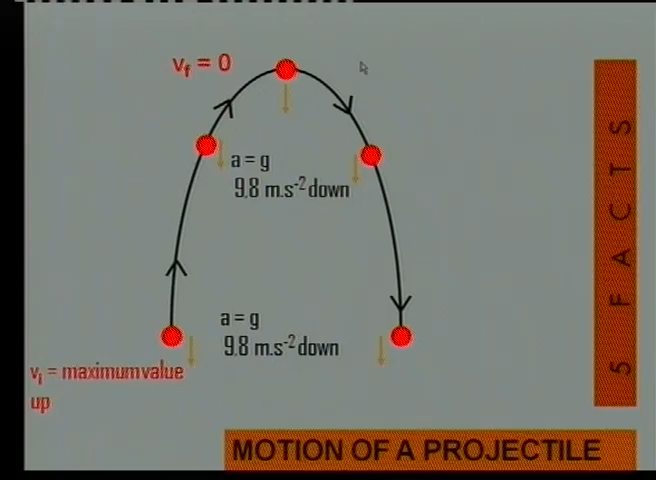 vf = 0
a = g
9,8 m.s-2 down
a = g
9,8 m.s-2 down
vi = maximum value
up
5 FACTS
MOTION OF A PROJECTILE